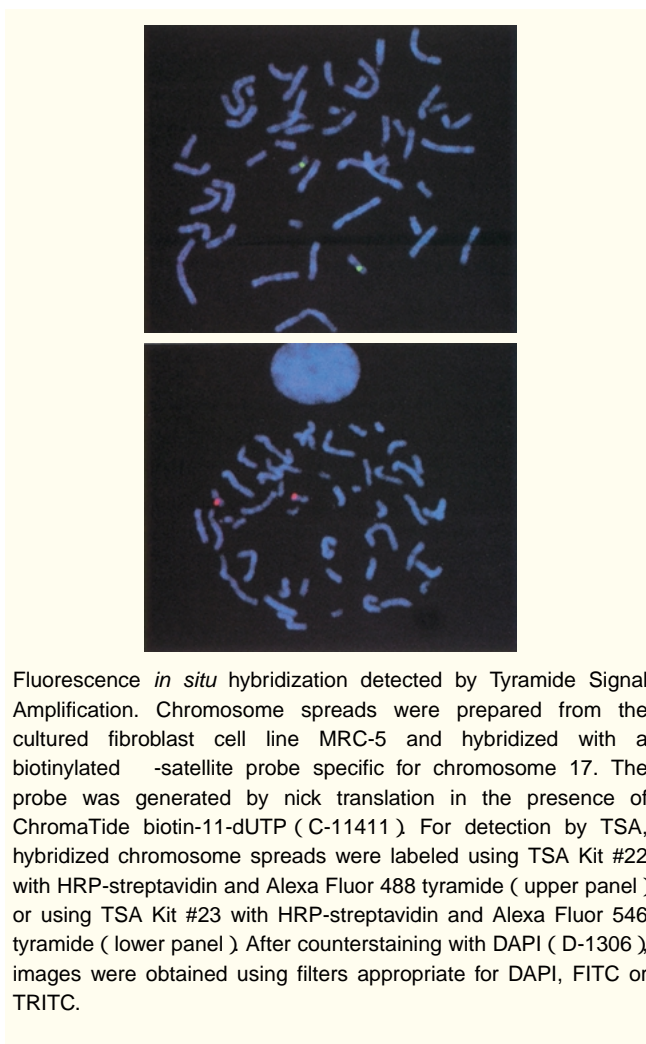 Fluorescence in situ hybridization detected by Tyramide Signal
Amplification. Chromosome spreads were prepared from the
cultured fibroblast cell line MRC-5 and hybridized with a
biotinylated -satellite probe specific for chromosome 17. The
probe was generated by nick translation in the presence of
ChromaTide biotin-11-dUTP ( C-11411 ). For detection by TSA,
hybridized chromosome spreads were labeled using TSA Kit #22
with HRP-streptavidin and Alexa Fluor 488 tyramide ( upper panel )
or using TSA Kit #23 with HRP-streptavidin and Alexa Fluor 546
tyramide ( lower panel ). After counterstaining with DAPI ( D-1306 ),
images were obtained using filters appropriate for DAPI, FITC or
TRITC.